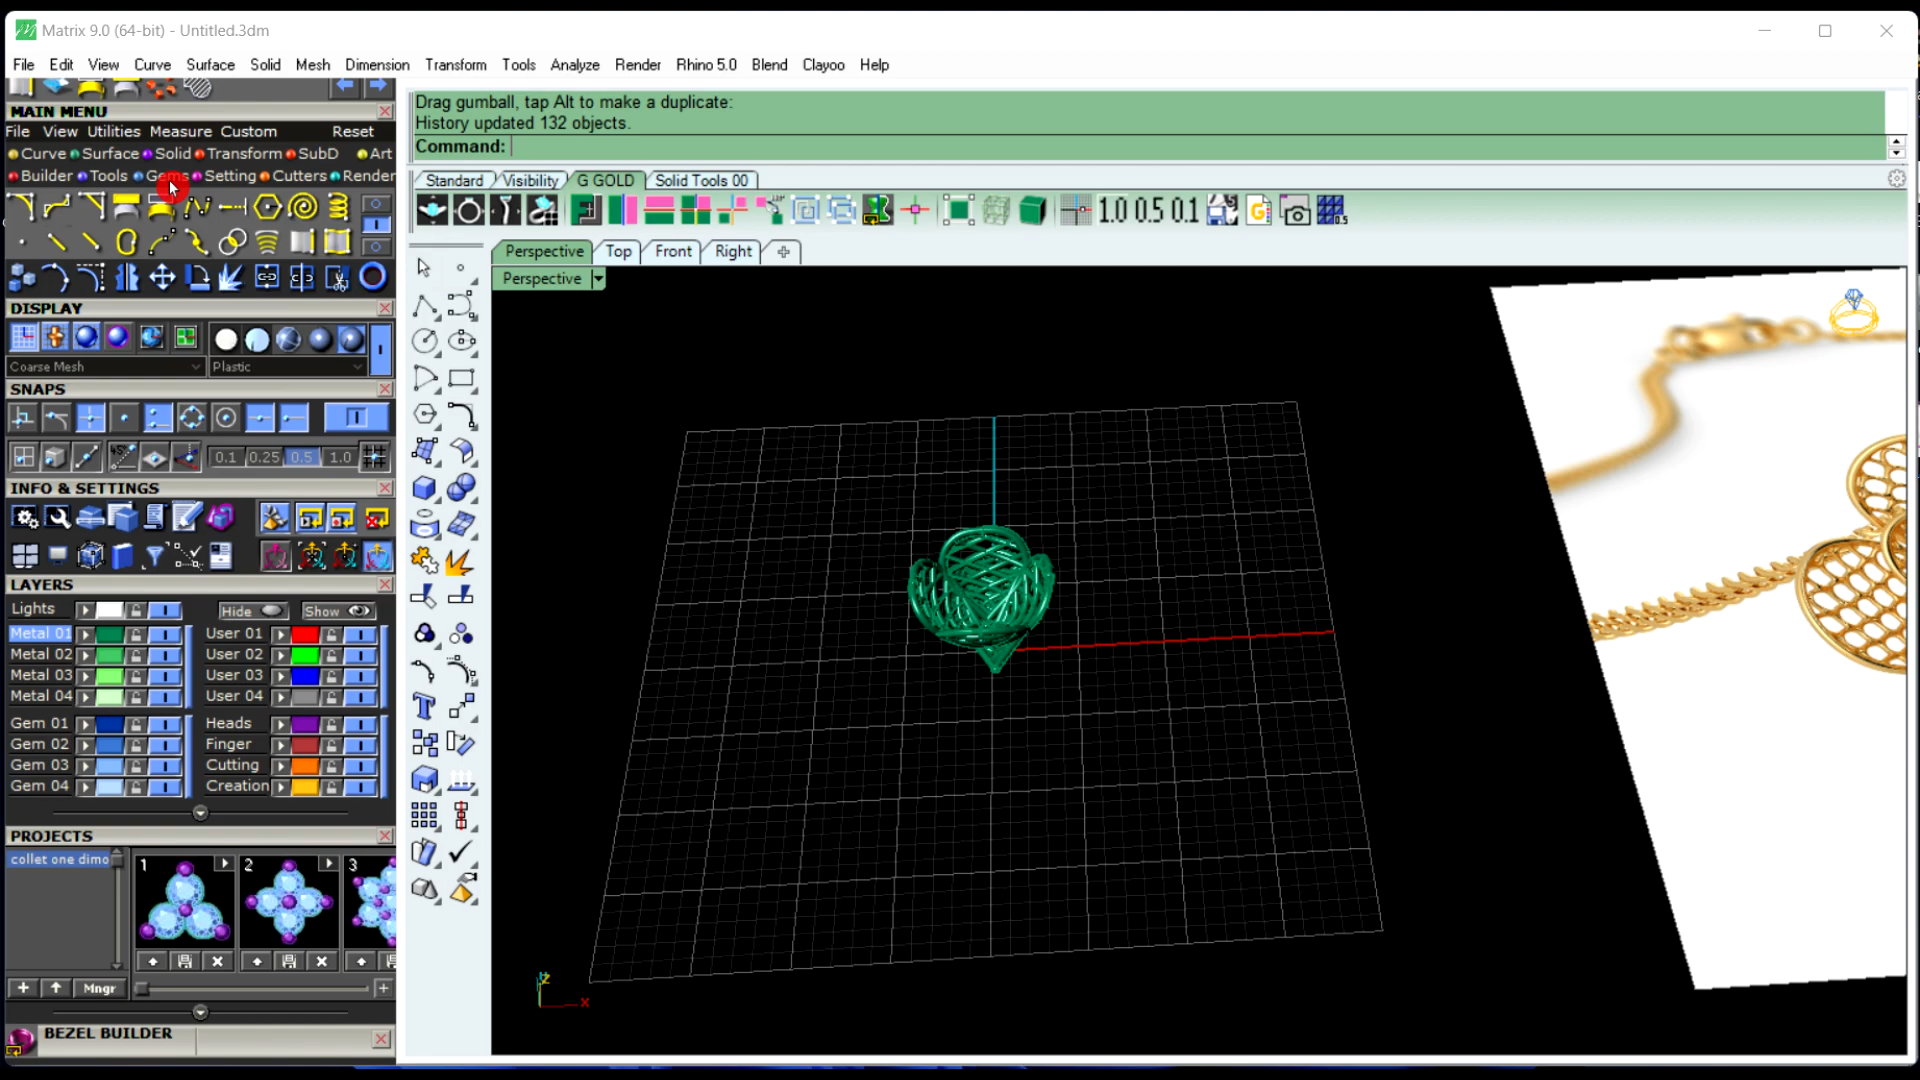 Matrix 9.0 (64-bit) - Untitled.3dm
File Edit View Curve Surface Solid Mesh Dimension Transform Tools Analyze Render Rhino 5.0 Blend Clayoo Help
MAIN MENU
File View Utilities Measure Custom Reset
Curve Surface Solid Transform SubD Art
Builder Tools Gems Setting Cutters Render
DISPLAY
Coarse Mesh Plastic
SNAPS
0.1 0.25 0.5 1.0
INFO & SETTINGS
LAYERS
Lights Hide Show
Metal 01 User 01
Metal 02 User 02
Metal 03 User 03
Metal 04 User 04
Gem 01 Heads
Gem 02 Finger
Gem 03 Cutting
Gem 04 Creation
PROJECTS
collet one dimo
1 2 3
Mngr
BEZEL BUILDER
Drag gumball, tap Alt to make a duplicate:
History updated 132 objects.
Command:
Standard Visibility G GOLD Solid Tools 00
1.0 0.5 0.1 0.5
Perspective Top Front Right
Perspective
z
x